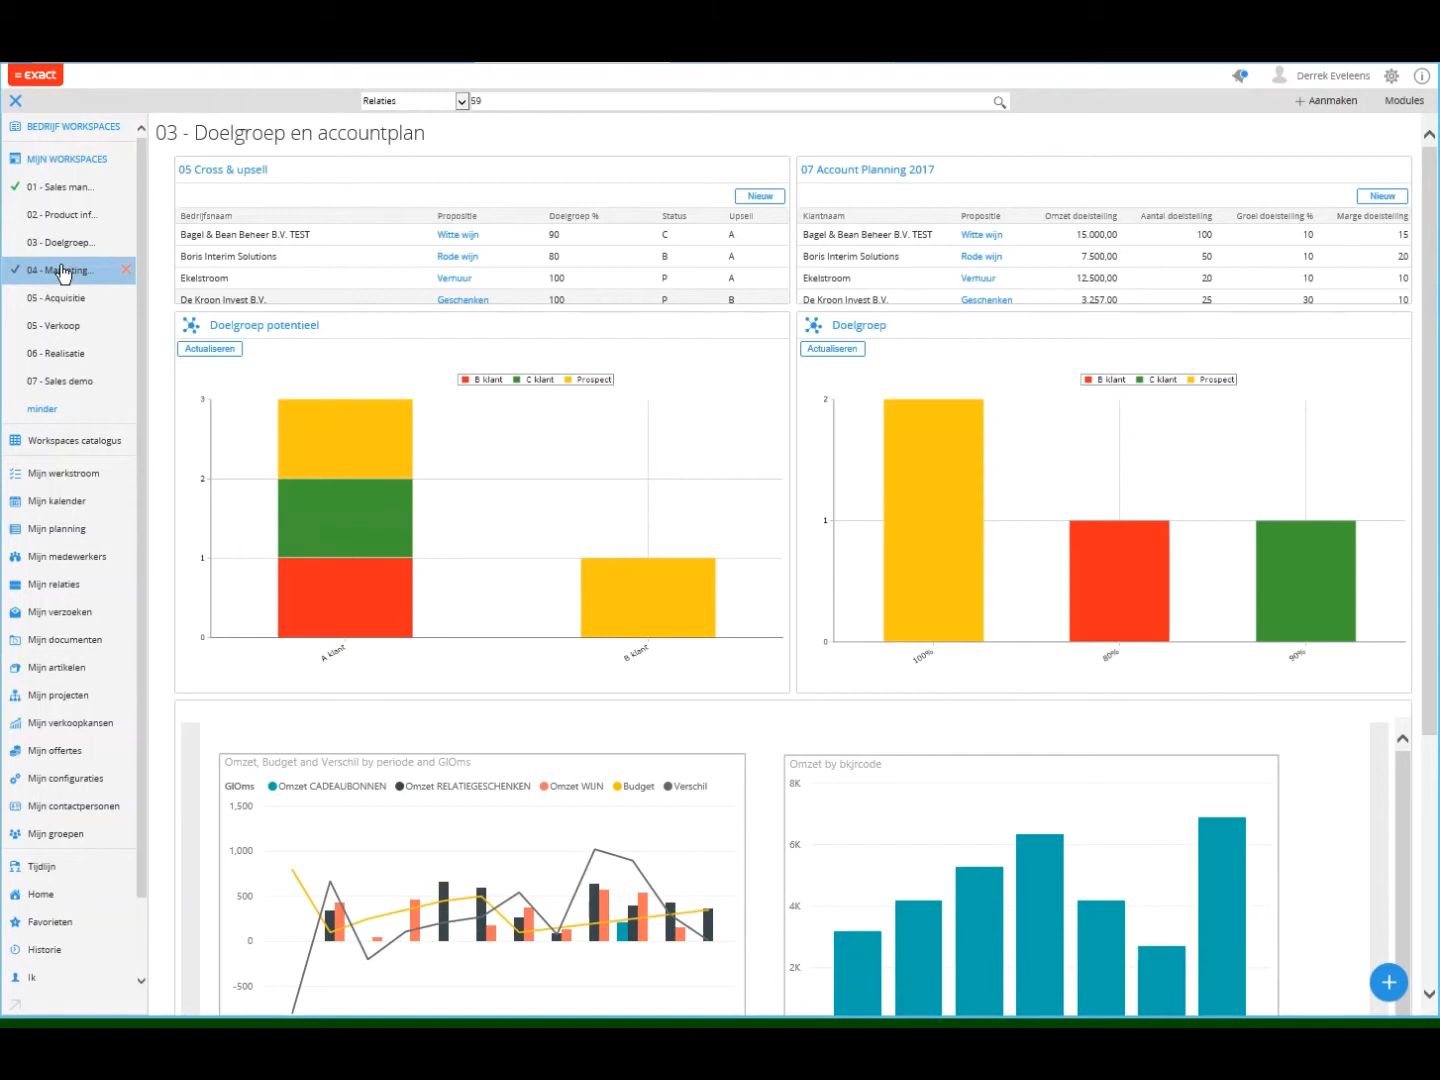 = exact
Derrek Eveleens
Relaties
59
Aanmaken
Modules
BEDRIJF WORKSPACES
MIJN WORKSPACES
01 - Sales man...
02 - Product inf...
03 - Doelgroep...
04 - Marketing...
05 - Acquisitie
05 - Verkoop
06 - Realisatie
07 - Sales demo
minder
Workspaces catalogus
Mijn werkstroom
Mijn kalender
Mijn planning
Mijn medewerkers
Mijn relaties
Mijn verzoeken
Mijn documenten
Mijn artikelen
Mijn projecten
Mijn verkoopkansen
Mijn offertes
Mijn configuraties
Mijn contactpersonen
Mijn groepen
Tijdlijn
Home
Favorieten
Historie
Ik
03 - Doelgroep en accountplan
05 Cross & upsell
Nieuw
Bedrijfsnaam Propositie Doelgroep % Status Upsell
Bagel & Bean Beheer B.V. TEST Witte wijn 90 C A
Boris Interim Solutions Rode wijn 80 B A
Ekelstroom Verhuur 100 P A
De Kroon Invest B.V. Geschenken 100 P B
07 Account Planning 2017
Nieuw
Klantnaam Propositie Omzet doelstelling Aantal doelstelling Groei doelstelling % Marge doelstelling
Bagel & Bean Beheer B.V. TEST Witte wijn 15.000,00 100 10 15
Boris Interim Solutions Rode wijn 7.500,00 50 10 20
Ekelstroom Verhuur 12.500,00 20 10 10
De Kroon Invest B.V. Geschenken 3.257,00 25 30 10
Doelgroep potentieel
Actualiseren
B klant C klant Prospect
3
2
1
0
A klant B klant
Doelgroep
Actualiseren
B klant C klant Prospect
2
1
0
100% 80% 90%
Omzet, Budget and Verschil by periode and GlOms
GlOms Omzet CADEAUBONNEN Omzet RELATIEGESCHENKEN Omzet WIJN Budget Verschil
1,500
1,000
500
0
-500
Omzet by bkjrcode
8K
6K
4K
2K